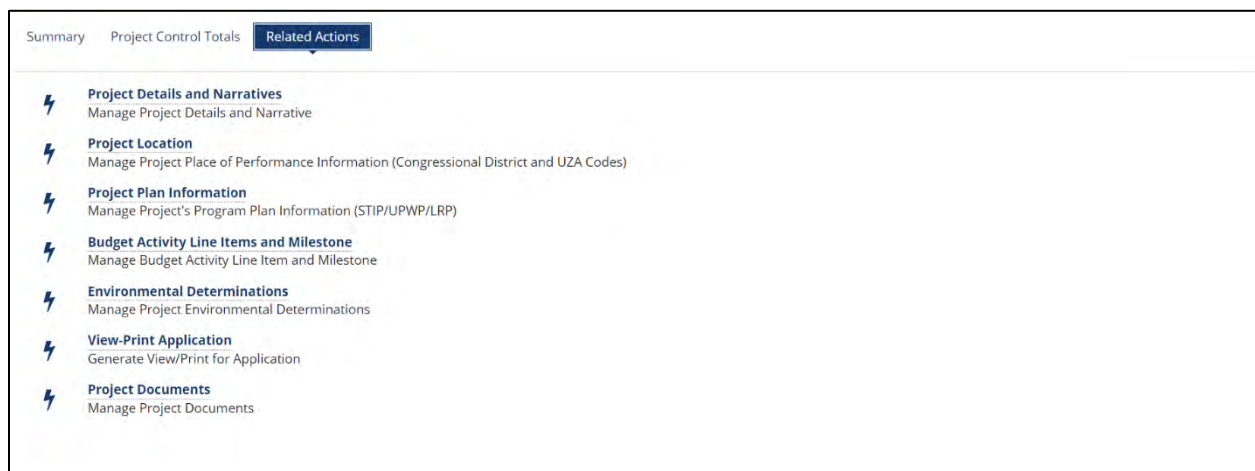 Summary Project Control Totals Related Actions
Project Details and Narratives
Manage Project Details and Narrative
Project Location
Manage Project Place of Performance Information (Congressional District and UZA Codes)
Project Plan Information
Manage Project's Program Plan Information (STIP/UPWP/LRP)
Budget Activity Line Items and Milestone
Manage Budget Activity Line Item and Milestone
Environmental Determinations
Manage Project Environmental Determinations
View-Print Application
Generate View/Print for Application
Project Documents
Manage Project Documents